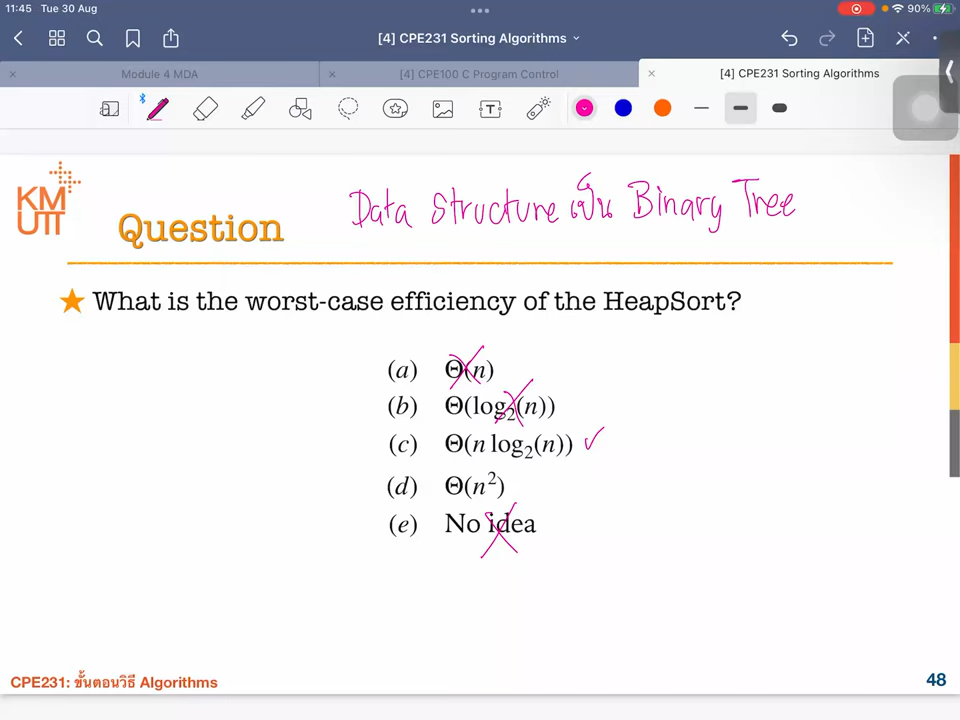 11:45 Tue 30 Aug 90%
[4] CPE231 Sorting Algorithms
Module 4 MDA [4] CPE100 C Program Control [4] CPE231 Sorting Algorithms
KM
UTT
Data Structure เป็น Binary Tree
Question
What is the worst-case efficiency of the HeapSort?
(a) Θ(n)
(b) Θ(log₂(n))
(c) Θ(n log₂(n)) ✓
(d) Θ(n²)
(e) No idea
CPE231: ขั้นตอนวิธี Algorithms 48